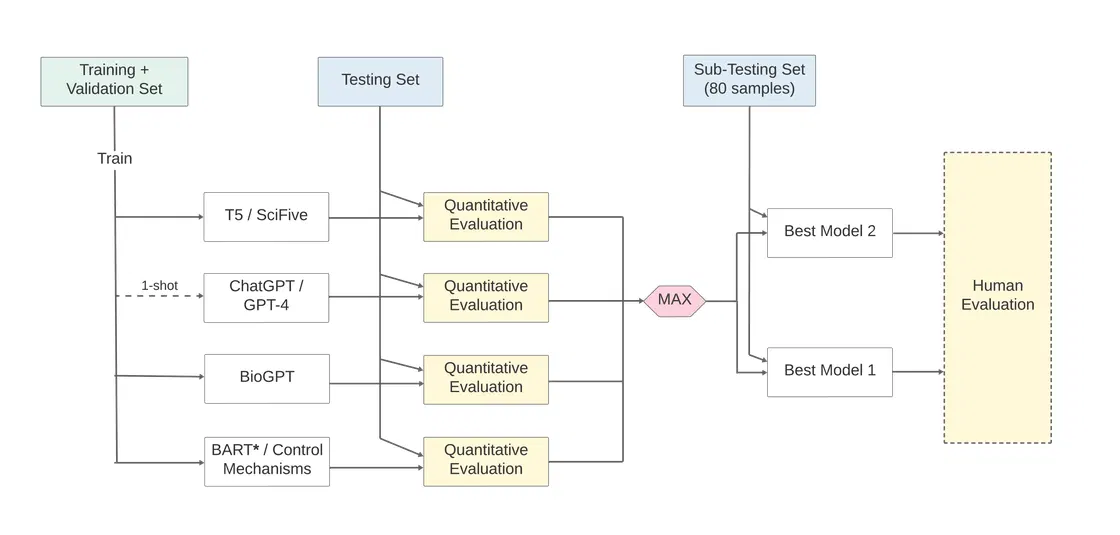 Training +
Validation Set
Testing Set
Sub-Testing Set
(80 samples)
Train
T5 / SciFive
Quantitative
Evaluation
Best Model 2
1-shot
ChatGPT /
GPT-4
Quantitative
Evaluation
MAX
Human
Evaluation
BioGPT
Quantitative
Evaluation
Best Model 1
BART* / Control
Mechanisms
Quantitative
Evaluation